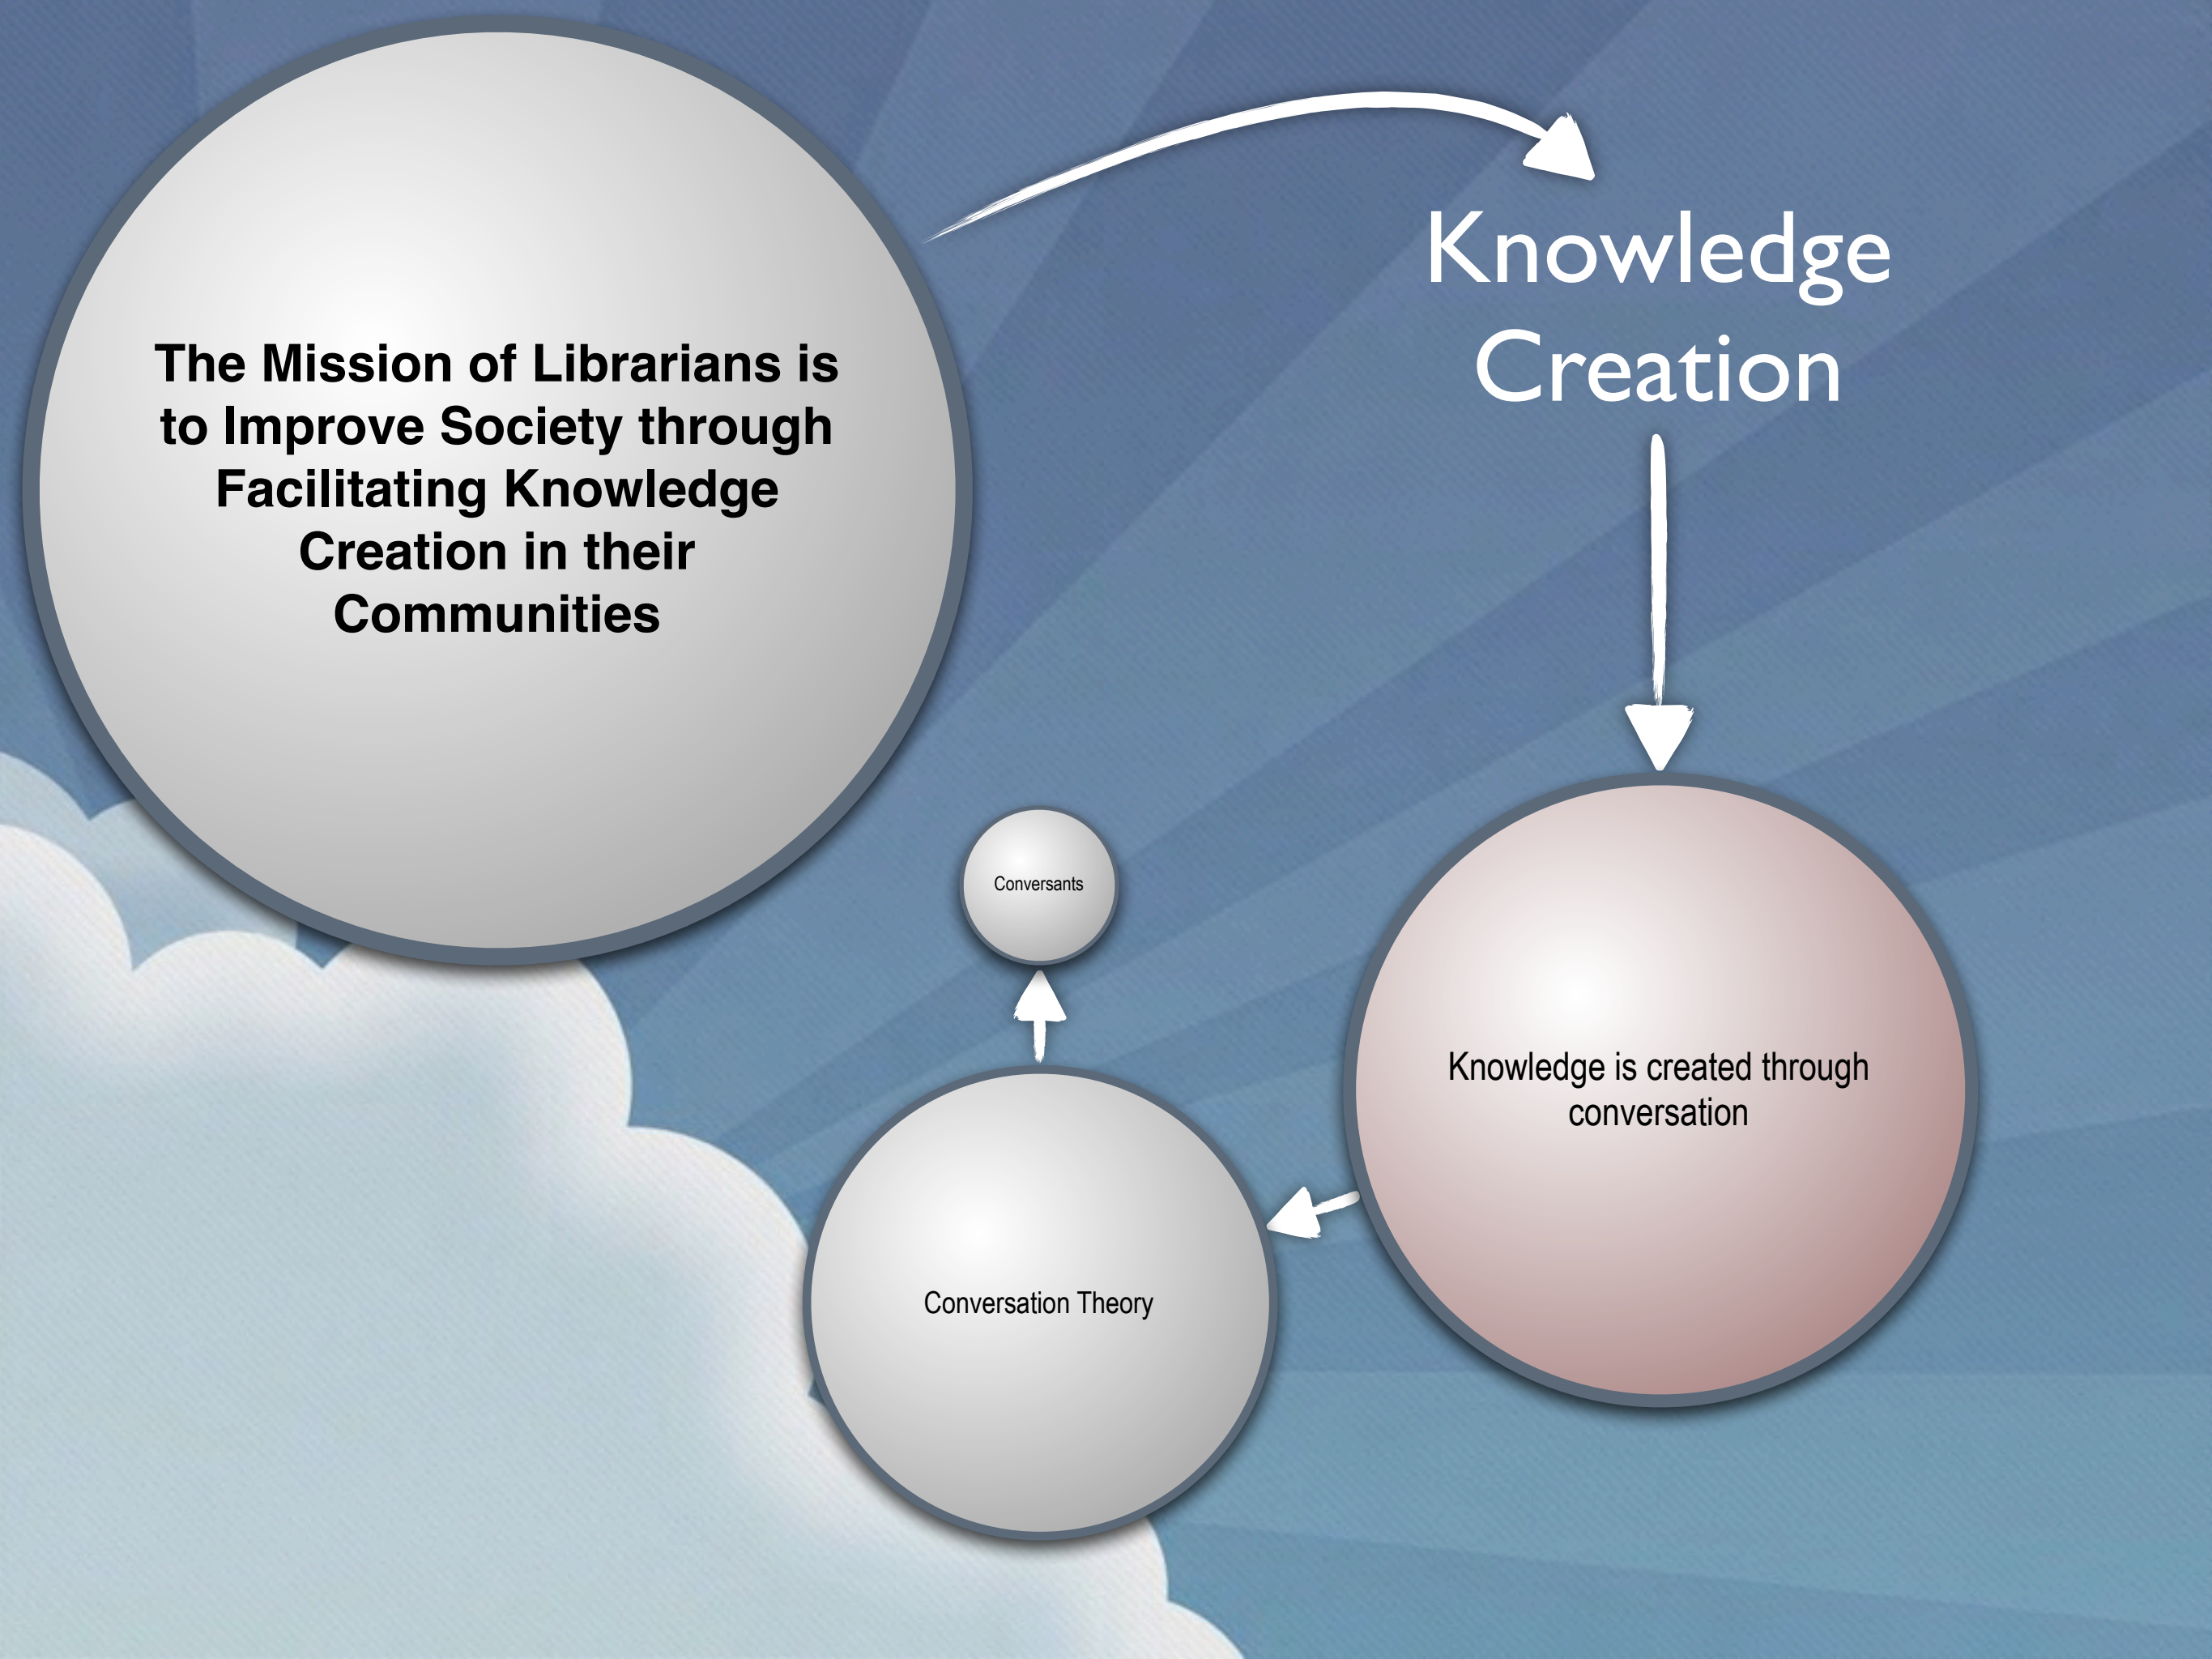 The Mission of Librarians is
to Improve Society through
Facilitating Knowledge
Creation in their
Communities
Knowledge
Creation
Knowledge is created through
conversation
Conversation Theory
Conversants